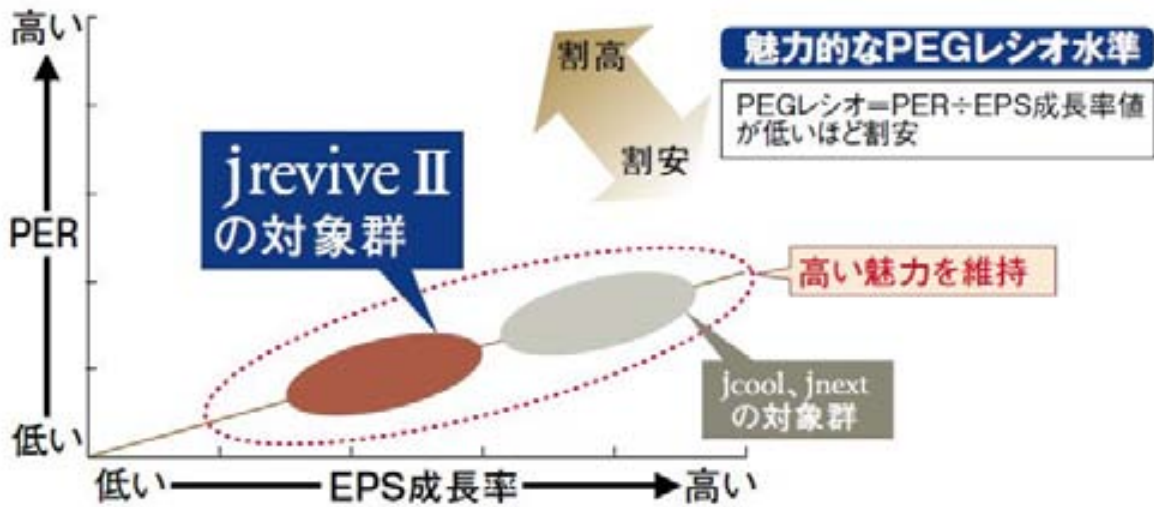 高い
PER
低い
割高
割安
魅力的なPEGレシオ水準
PEGレシオ=PER÷EPS成長率値
が低いほど割安
jrevive II
の対象群
高い魅力を維持
jcool、jnext
の対象群
低い
EPS成長率
高い